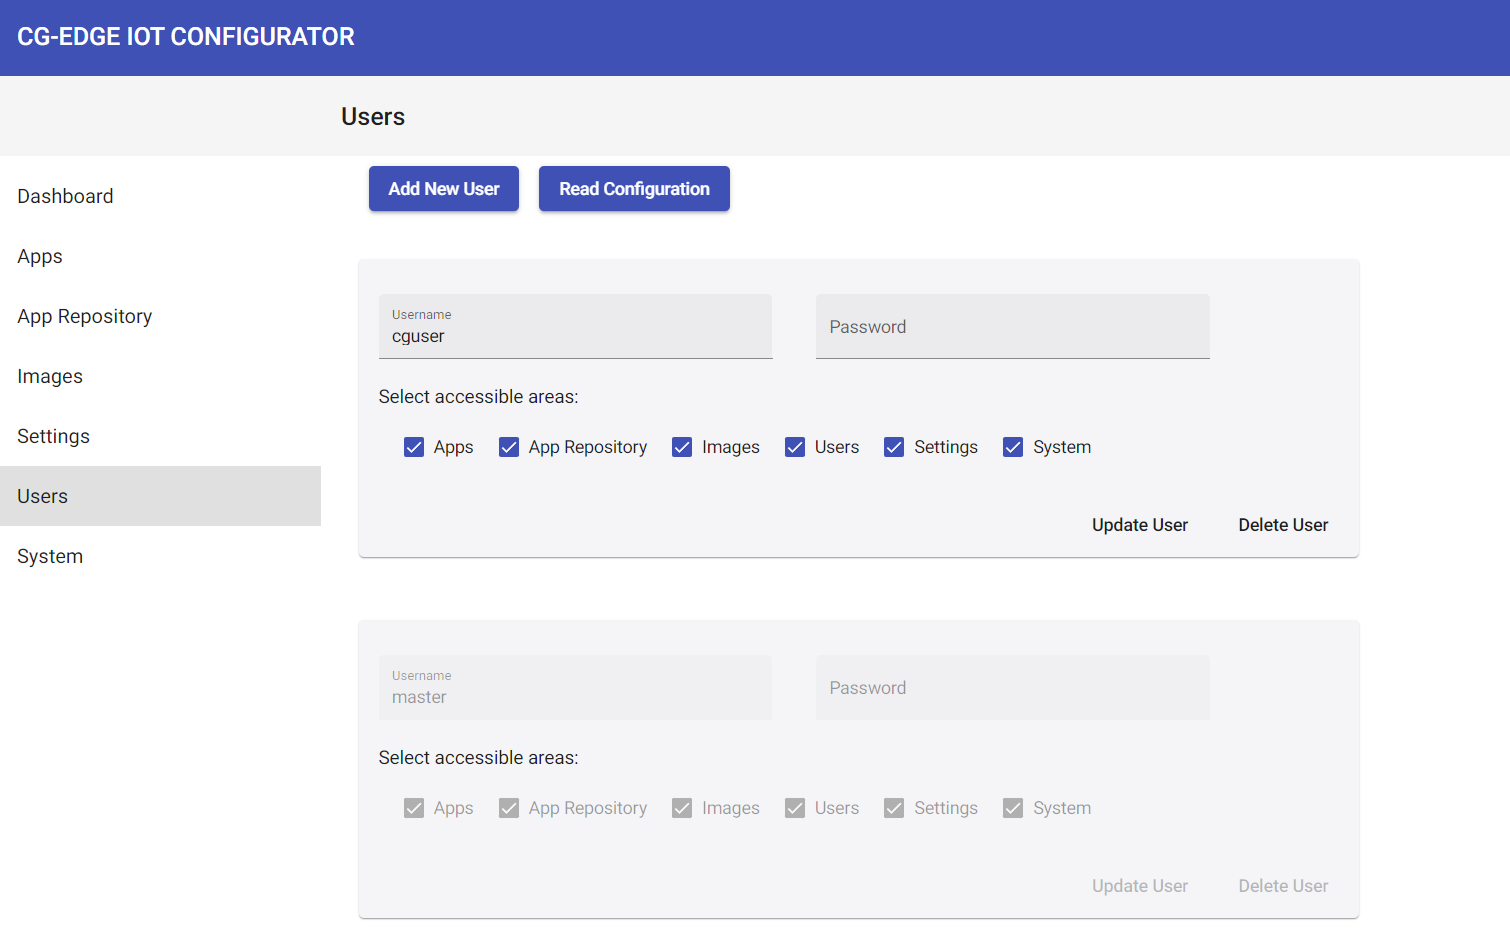 CG-EDGE IOT CONFIGURATOR
Users
Dashboard
Apps
App Repository
Images
Settings
Users
System
Add New User Read Configuration
Username
cguser
Password
Select accessible areas:
Apps App Repository Images Users Settings System
Update User Delete User
Username
master
Password
Select accessible areas:
Apps App Repository Images Users Settings System
Update User Delete User